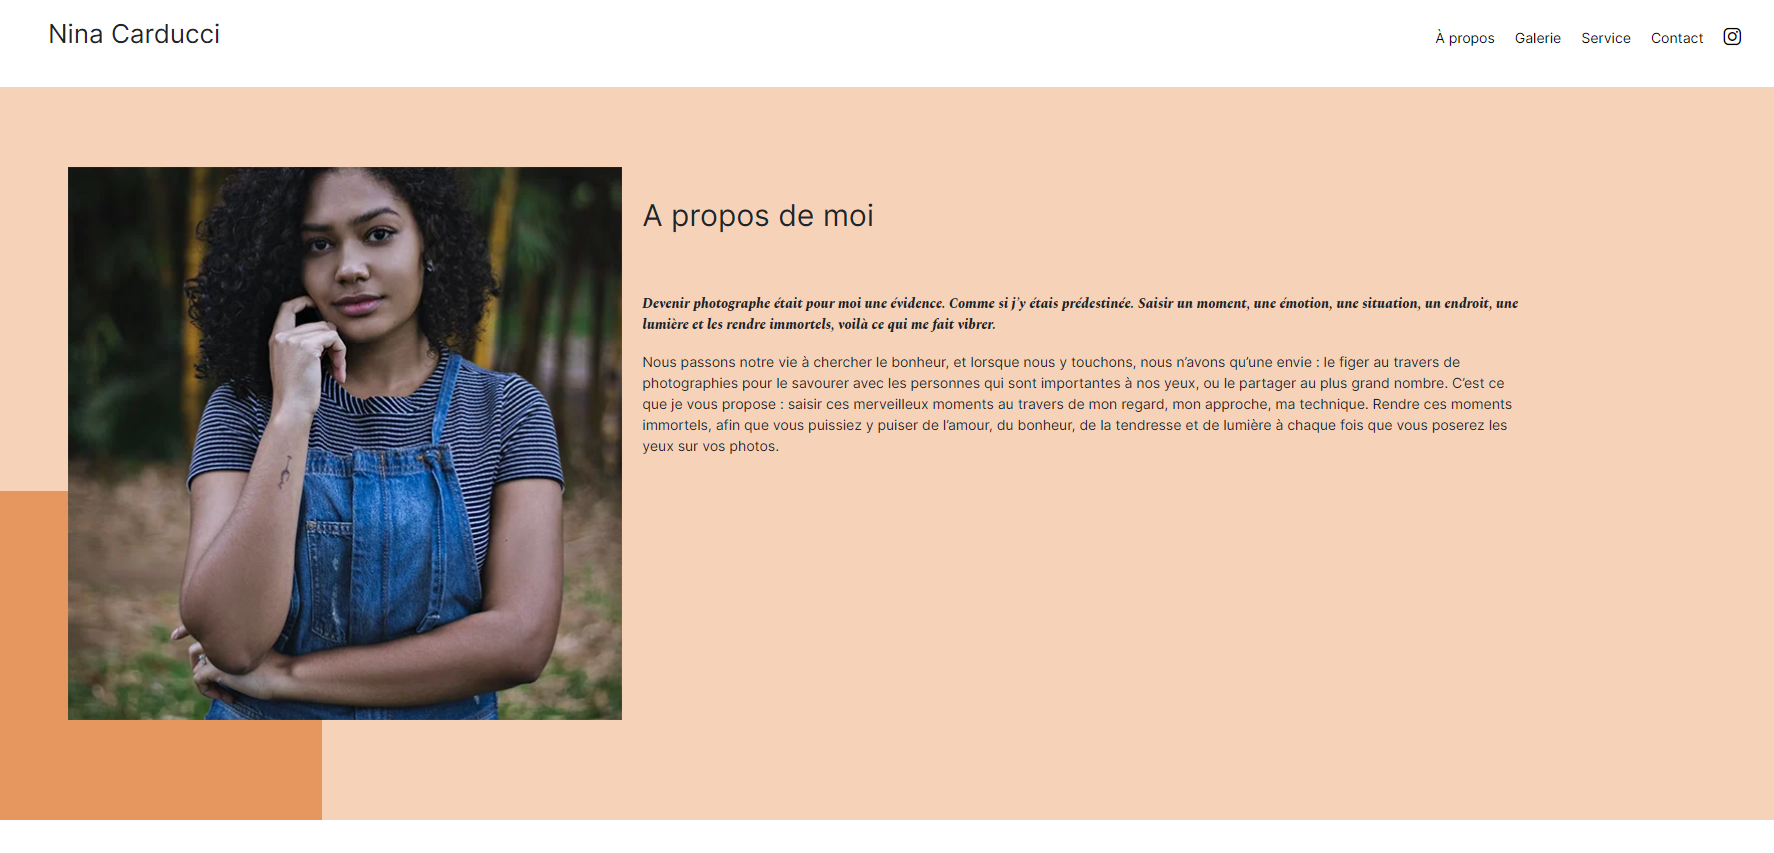 Nina Carducci
À propos Galerie Service Contact
A propos de moi
Devenir photographe était pour moi une évidence. Comme si j'y étais prédestinée. Saisir un moment, une émotion, une situation, un endroit, une
lumière et les rendre immortels, voilà ce qui me fait vibrer.
Nous passons notre vie à chercher le bonheur, et lorsque nous y touchons, nous n’avons qu’une envie : le figer au travers de
photographies pour le savourer avec les personnes qui sont importantes à nos yeux, ou le partager au plus grand nombre. C’est ce
que je vous propose : saisir ces merveilleux moments au travers de mon regard, mon approche, ma technique. Rendre ces moments
immortels, afin que vous puissiez y puiser de l’amour, du bonheur, de la tendresse et de lumière à chaque fois que vous poserez les
yeux sur vos photos.